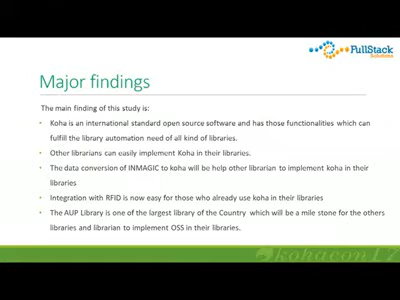 FullStack
Solutions
Major findings
The main finding of this study is:
• Koha is an international standard open source software and has those functionalities which can
fulfill the library automation need of all kind of libraries.
• Other librarians can easily implement Koha in their libraries.
• The data conversion of INMAGIC to koha will be help other librarian to implement koha in their
libraries
• Integration with RFID is now easy for those who already use koha in their libraries
• The AUP Library is one of the largest library of the Country which will be a mile stone for the others
libraries and librarian to implement OSS in their libraries.
kohacon17